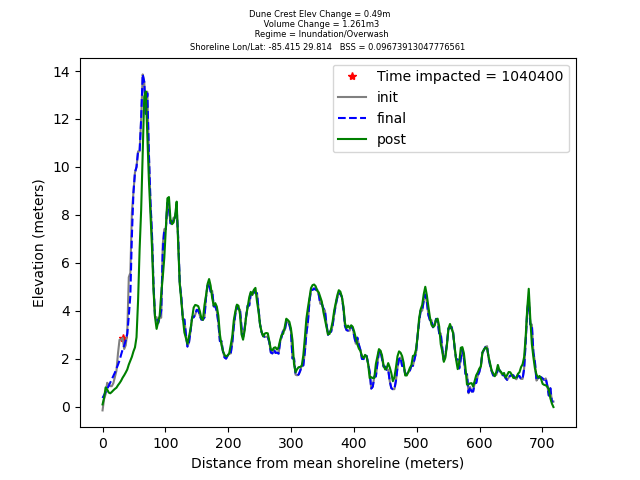 Dune Crest Elev Change = 0.49m
Volume Change = 1.261m3
Regime = Inundation/Overwash
Shoreline Lon/Lat: -85.415 29.814 BSS = 0.09673913047776561
Time impacted = 1040400
init
final
post
Elevation (meters)
14
12
10
8
6
4
2
0
0 100 200 300 400 500 600 700
Distance from mean shoreline (meters)